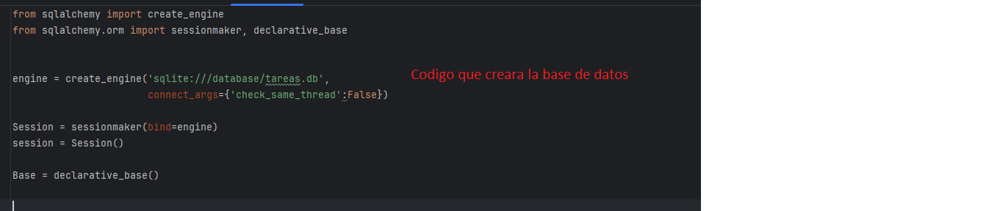 from sqlalchemy import create_engine
from sqlalchemy.orm import sessionmaker, declarative_base
engine = create_engine('sqlite:///database/tareas.db',
Codigo que creara la base de datos
connect_args={'check_same_thread':False})
Session = sessionmaker(bind=engine)
session = Session()
Base = declarative_base()